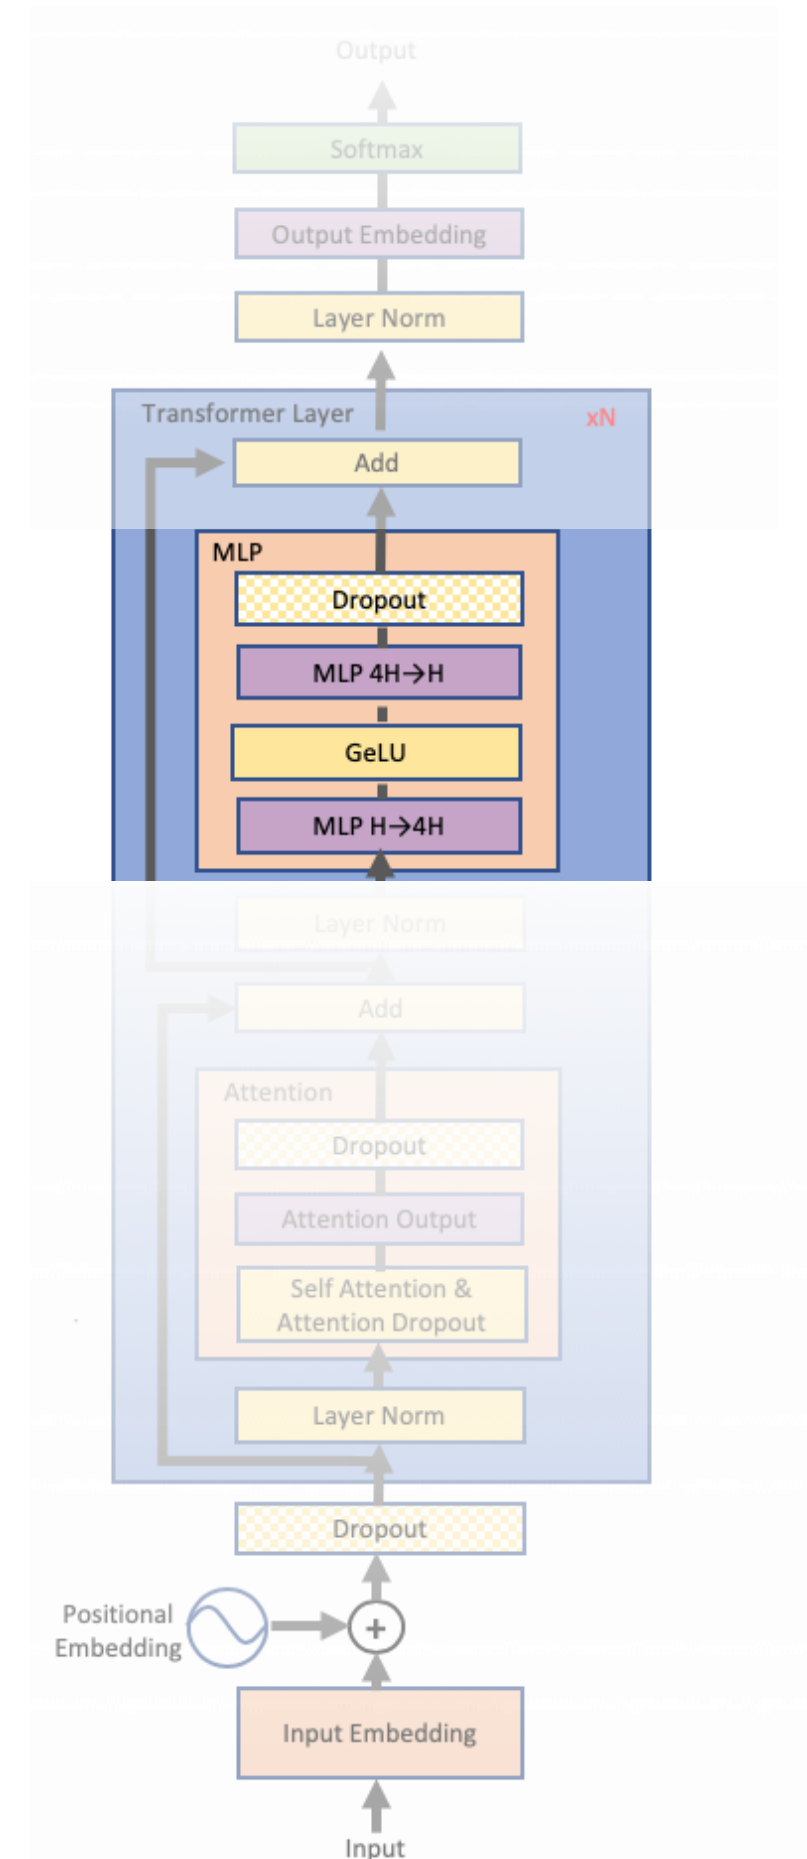 Output
Softmax
Output Embedding
Layer Norm
Transformer Layer
xN
Add
MLP
Dropout
MLP 4H→H
GeLU
MLP H→4H
Layer Norm
Add
Attention
Dropout
Attention Output
Self Attention &
Attention Dropout
Layer Norm
Dropout
Positional
Embedding
+
Input Embedding
Input